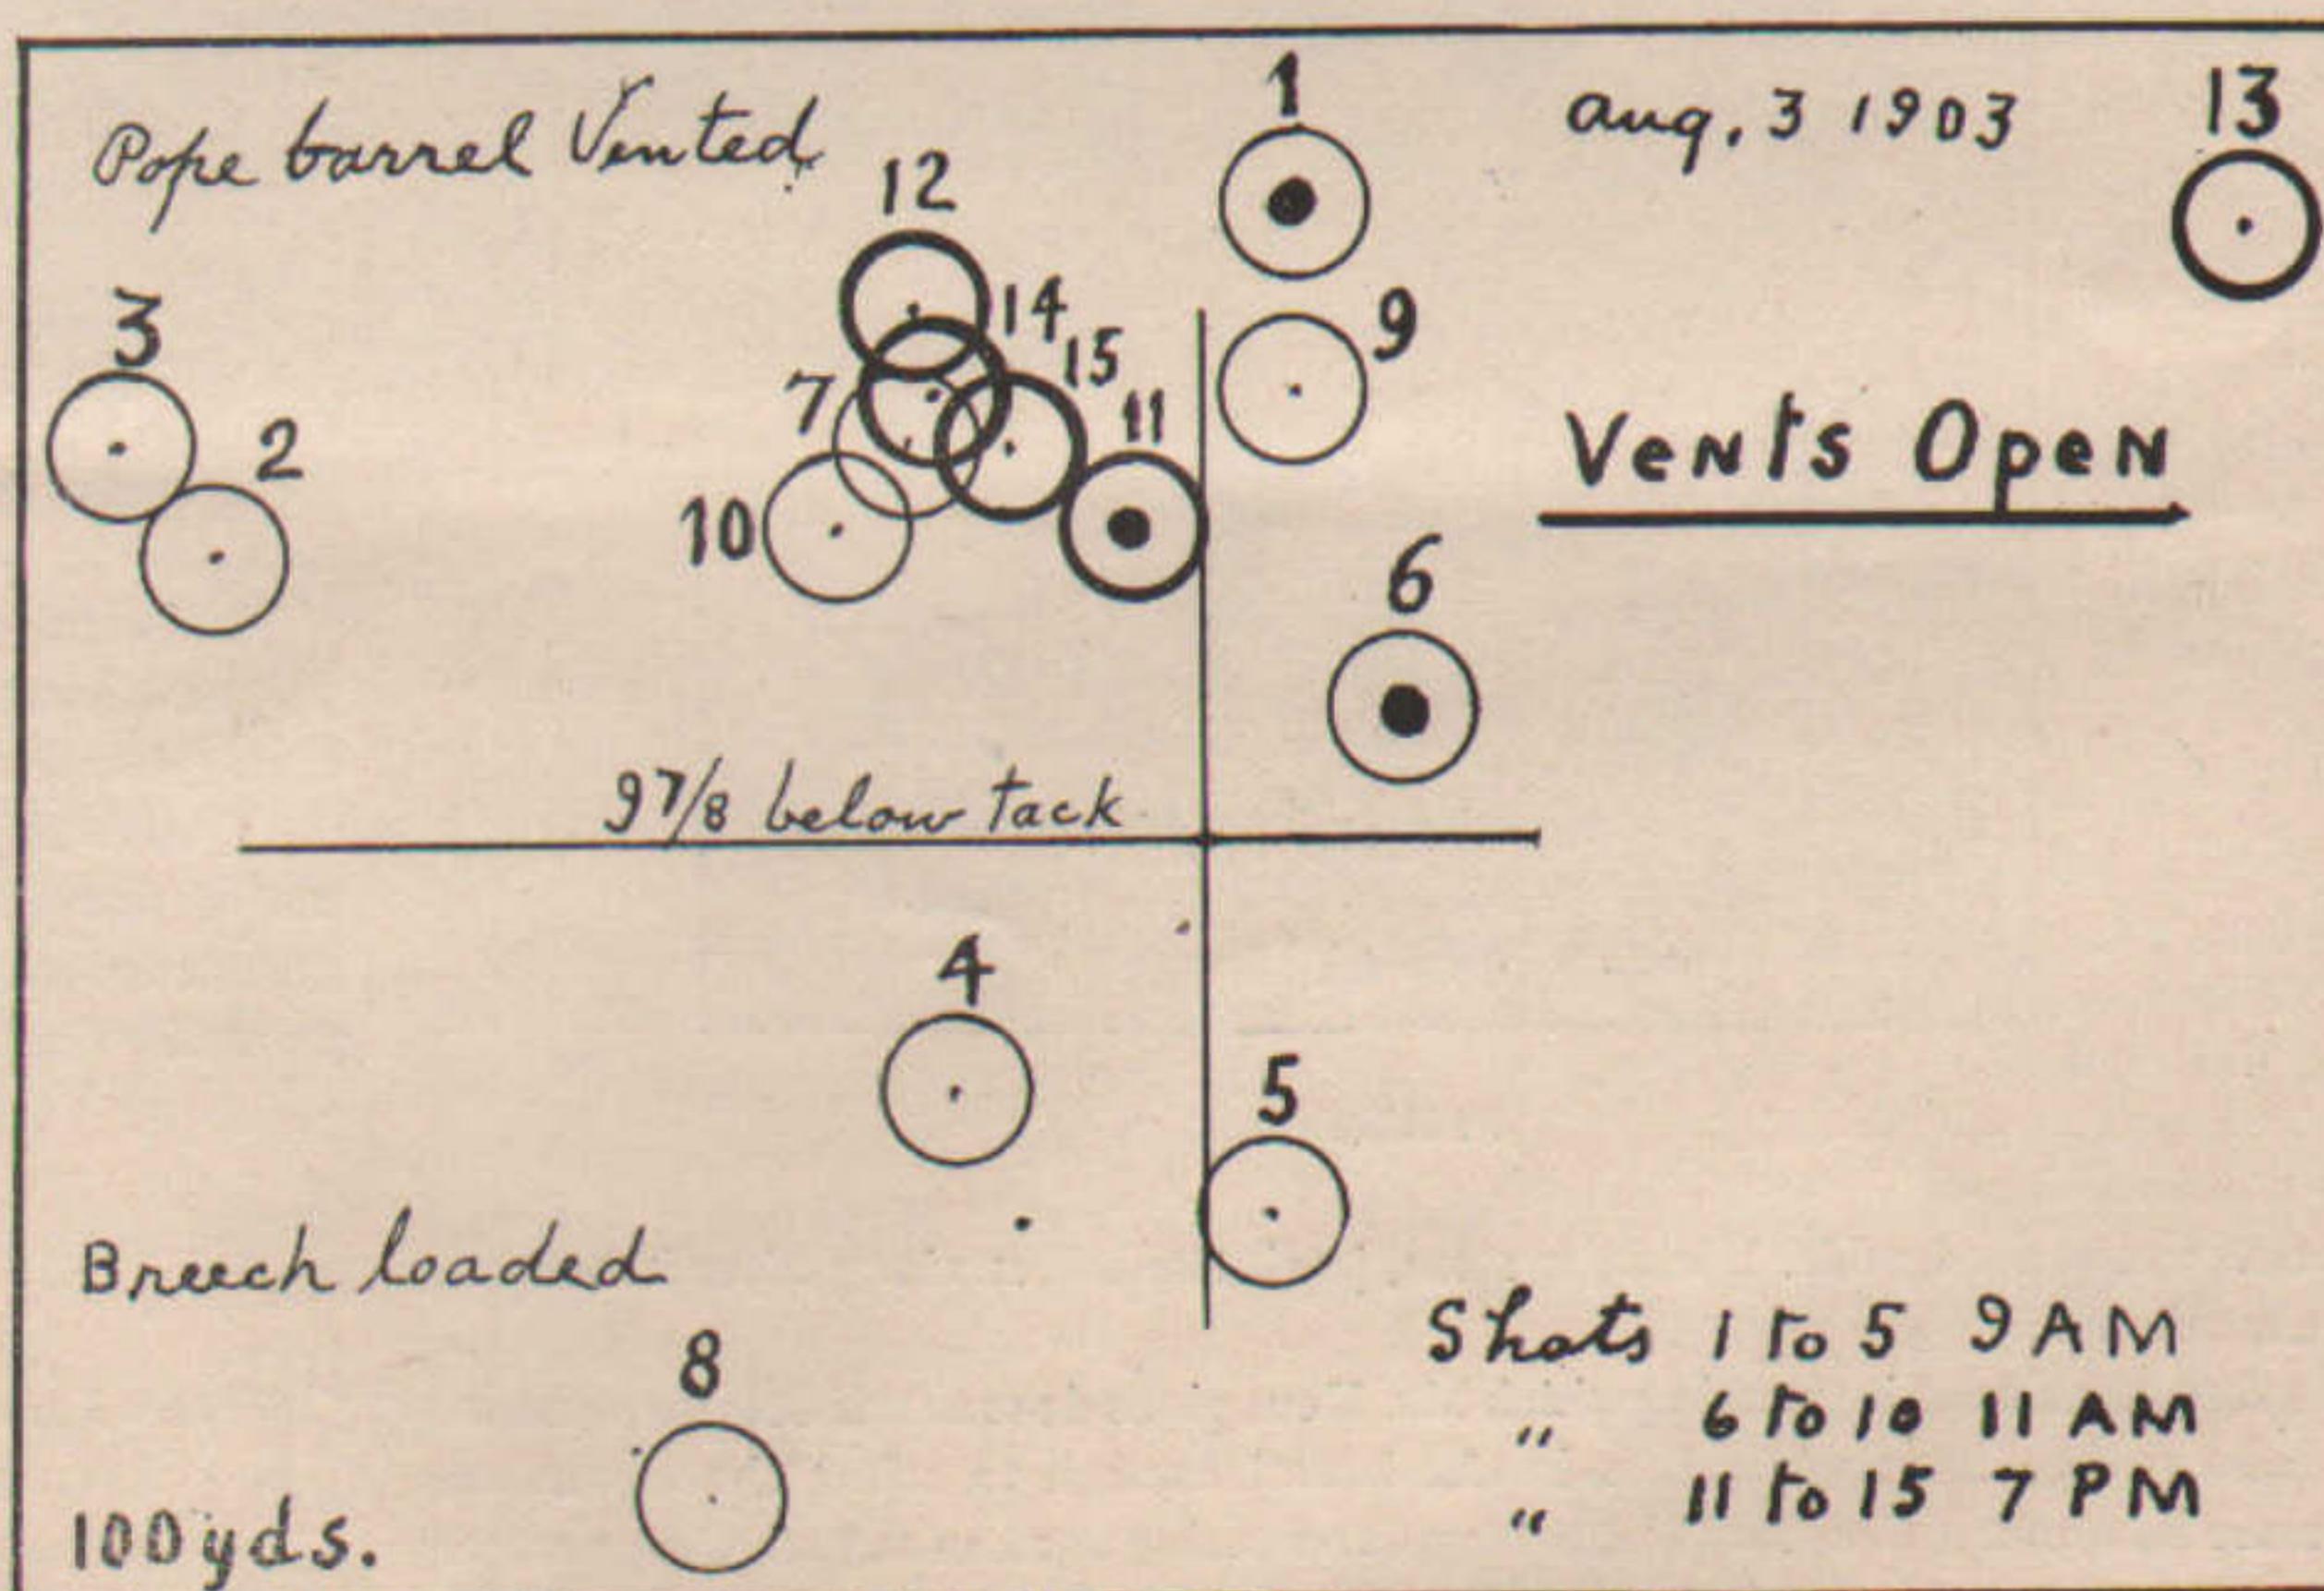 Pope barrel Vented
1
aug, 3 1903
13
12
3
14
9
15
7
11
2
Vents Open
10
6
9 7/8 below tack
4
5
Breech loaded
Shots 1 to 5 9 AM
" 6 to 10 11 AM
8
" 11 to 15 7 PM
100 yds.